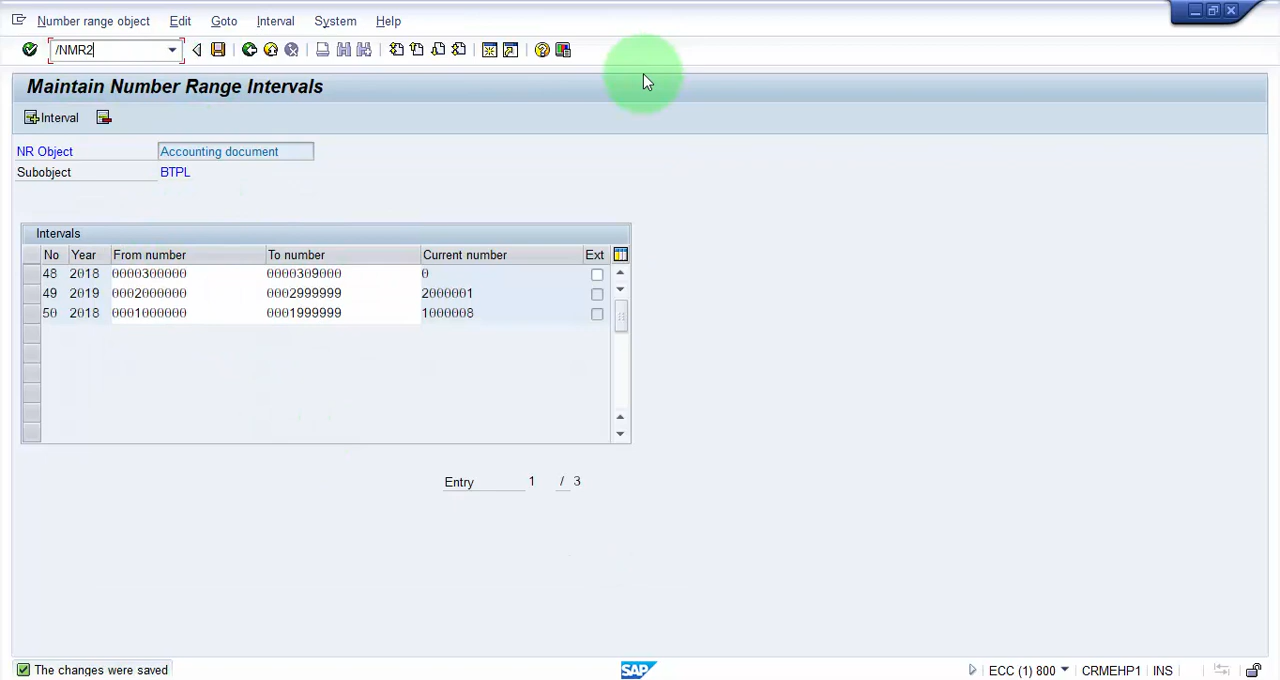 Number range object Edit Goto Interval System Help
/NMR2
Maintain Number Range Intervals
Interval
NR Object Accounting document
Subobject BTPL
Intervals
No Year From number To number Current number Ext
48 2018 0000300000 0000309000 0
49 2019 0002000000 0002999999 2000001
50 2018 0001000000 0001999999 1000008
Entry 1 / 3
The changes were saved SAP ECC (1) 800 CRMEHP1 INS